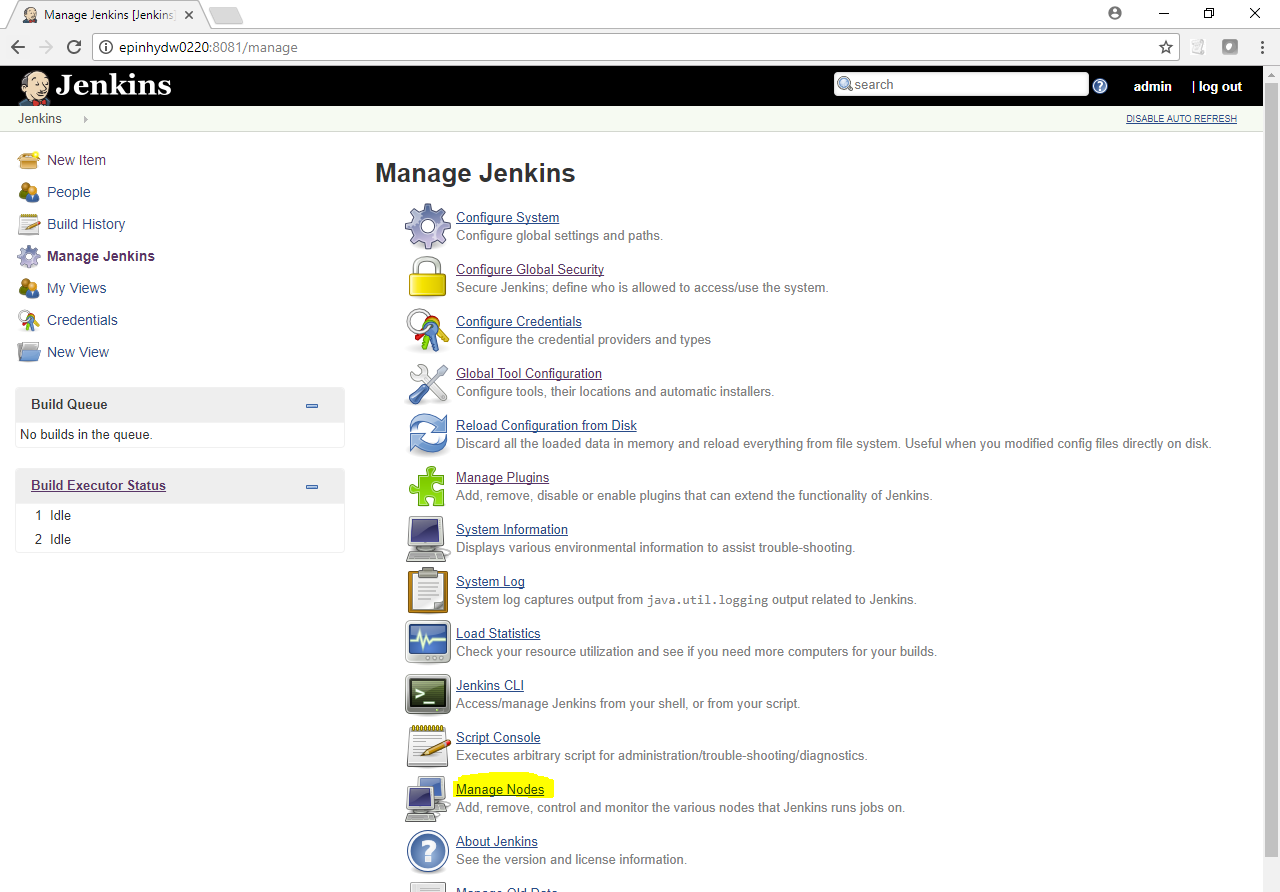 Manage Jenkins [Jenkins]
epinhydw0220:8081/manage
Jenkins
search
admin
| log out
Jenkins
DISABLE AUTO REFRESH
New Item
People
Build History
Manage Jenkins
My Views
Credentials
New View
Build Queue
No builds in the queue.
Build Executor Status
1 Idle
2 Idle
Manage Jenkins
Configure System
Configure global settings and paths.
Configure Global Security
Secure Jenkins; define who is allowed to access/use the system.
Configure Credentials
Configure the credential providers and types
Global Tool Configuration
Configure tools, their locations and automatic installers.
Reload Configuration from Disk
Discard all the loaded data in memory and reload everything from file system. Useful when you modified config files directly on disk.
Manage Plugins
Add, remove, disable or enable plugins that can extend the functionality of Jenkins.
System Information
Displays various environmental information to assist trouble-shooting.
System Log
System log captures output from java.util.logging output related to Jenkins.
Load Statistics
Check your resource utilization and see if you need more computers for your builds.
Jenkins CLI
Access/manage Jenkins from your shell, or from your script.
Script Console
Executes arbitrary script for administration/trouble-shooting/diagnostics.
Manage Nodes
Add, remove, control and monitor the various nodes that Jenkins runs jobs on.
About Jenkins
See the version and license information.
Manage Old Data